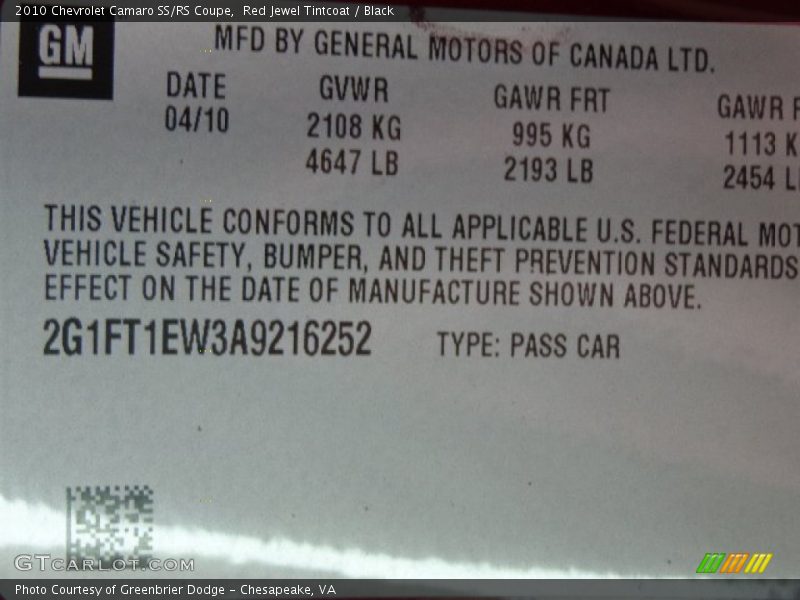 2010 Chevrolet Camaro SS/RS Coupe,  Red Jewel Tintcoat / Black
GM
MFD BY GENERAL MOTORS OF CANADA LTD.
DATE GVWR GAWR FRT GAWR
04/10 2108 KG 995 KG 1113
4647 LB 2193 LB 2454
THIS VEHICLE CONFORMS TO ALL APPLICABLE U.S. FEDERAL MOT
VEHICLE SAFETY, BUMPER, AND THEFT PREVENTION STANDARDS
EFFECT ON THE DATE OF MANUFACTURE SHOWN ABOVE.
2G1FT1EW3A9216252 TYPE: PASS CAR
GTCARLOT.COM
Photo Courtesy of Greenbrier Dodge - Chesapeake, VA